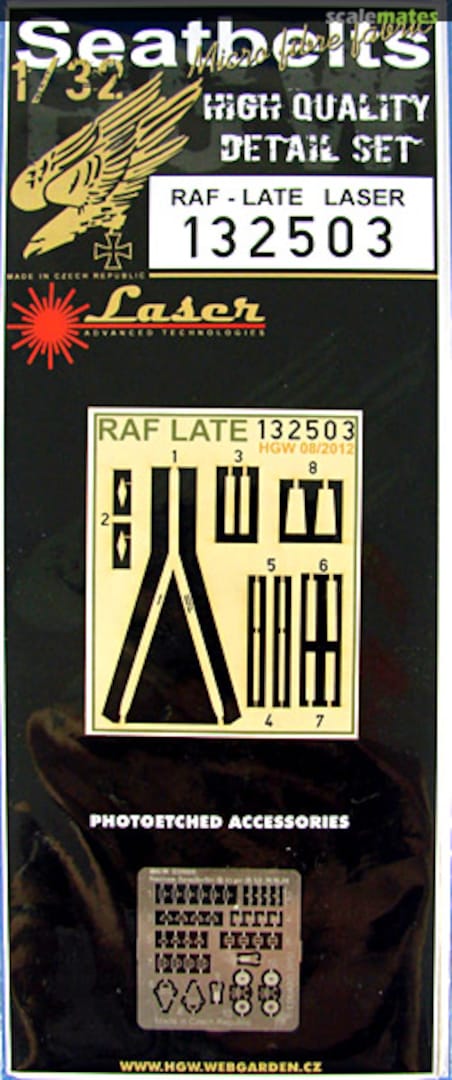 scalemates
Seatbelts
Micro fibre fabric
1/32
HIGH QUALITY
DETAIL SET
RAF - LATE LASER
132503
MADE IN CZECH REPUBLIC
Laser
ADVANCED TECHNOLOGIES
RAF LATE 132503
HGW 08/2012
1
3
8
2
5
6
4
7
PHOTOETCHED ACCESSORIES
Made in Czech Republic
WWW.HGW.WEBGARDEN.CZ